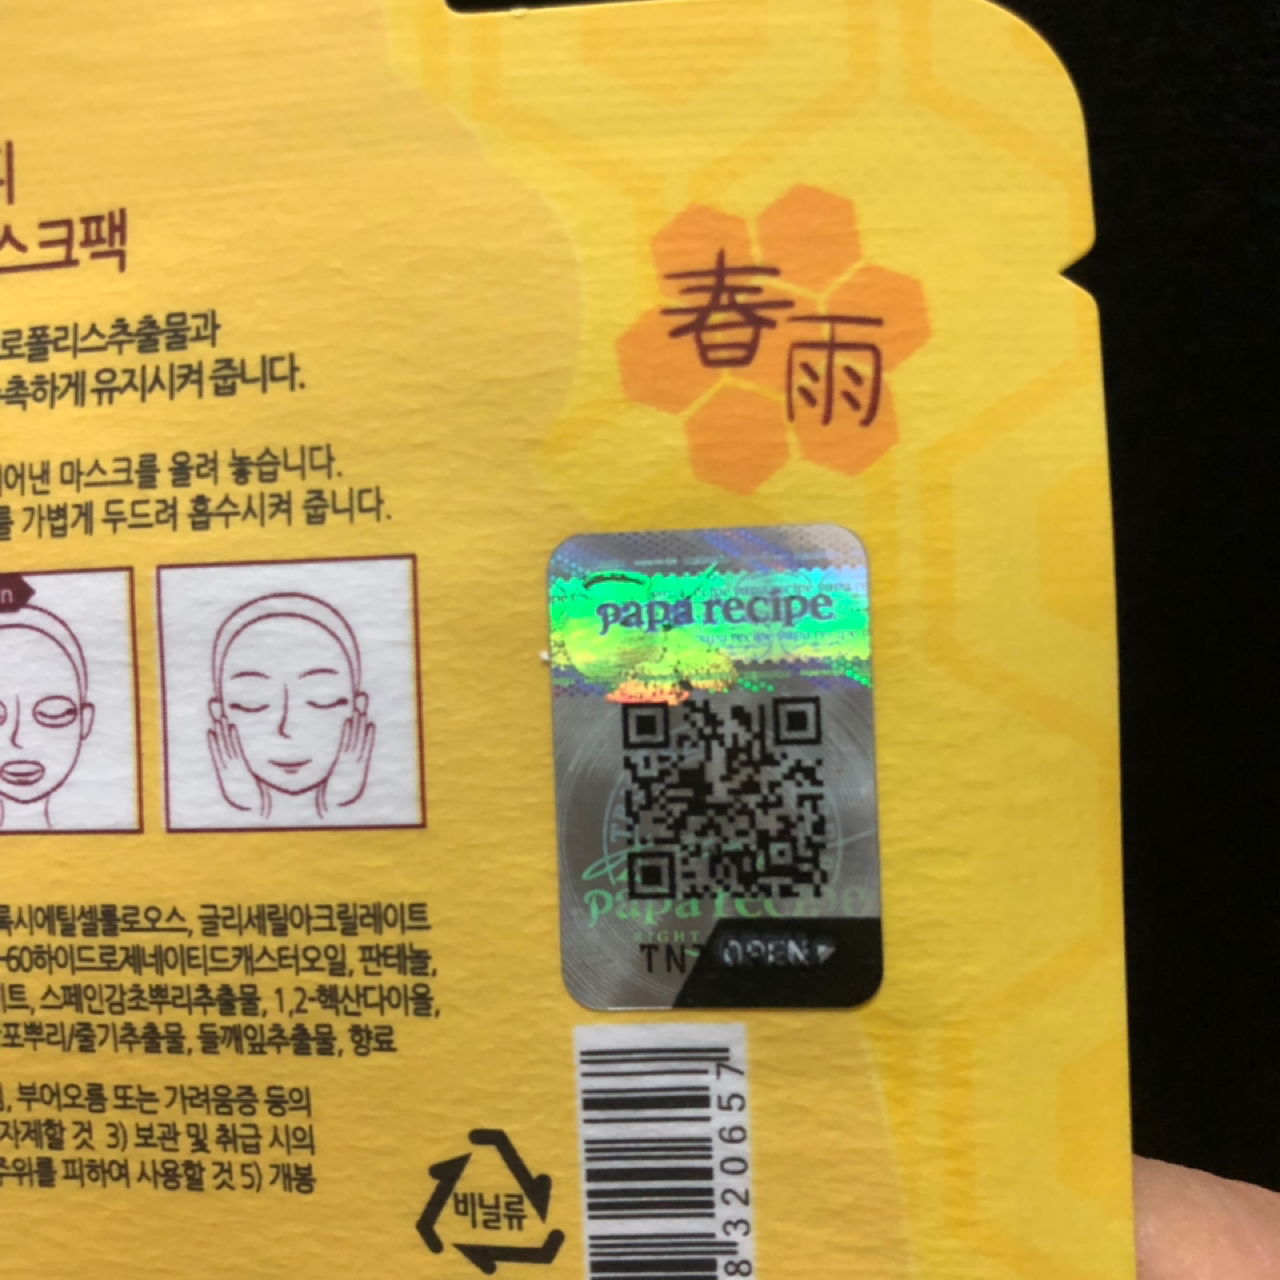 스크팩
로폴리스추출물과
촉하게 유지시켜 줍니다.
어낸 마스크를 올려 놓습니다.
를 가볍게 두드려 흡수시켜 줍니다.
春雨
papa recipe
papa recipe
TN
OPEN
록시에틸셀룰로오스, 글리세릴아크릴레이트
-60하이드로제네이티드캐스터오일, 판테놀,
이트, 스페인감초뿌리추출물, 1,2-헥산다이올,
포뿌리/줄기추출물, 들깨잎추출물, 향료
부어오름 또는 가려움증 등의
자제할 것 3) 보관 및 취급 시의
주위를 피하여 사용할 것 5) 개봉
비닐류
8 320657